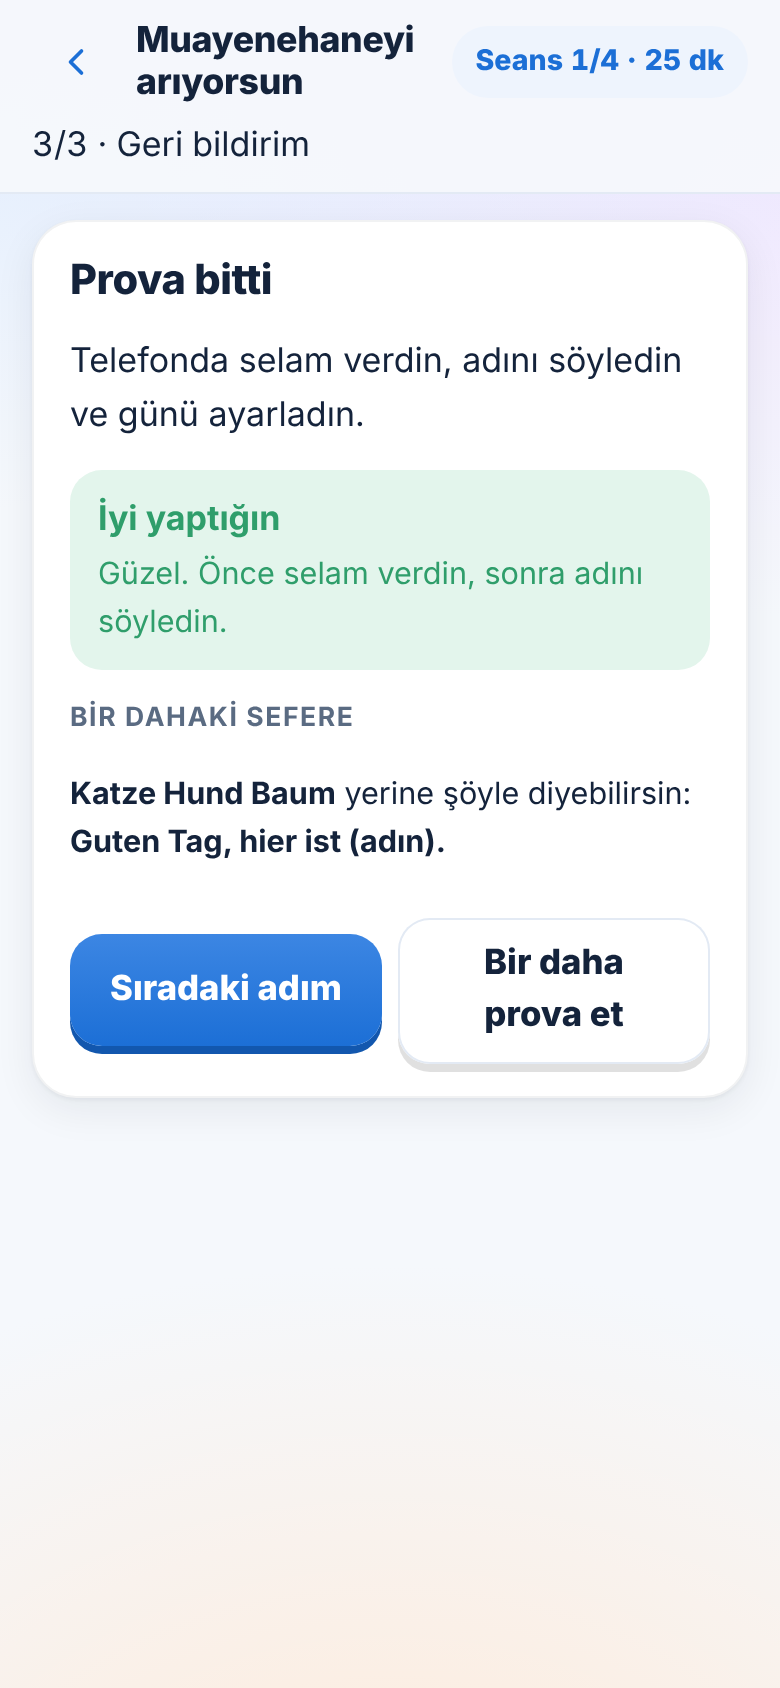 Muayenehaneyi
arıyorsun
Seans 1/4 · 25 dk
3/3 · Geri bildirim
Prova bitti
Telefonda selam verdin, adını söyledin
ve günü ayarladın.
İyi yaptığın
Güzel. Önce selam verdin, sonra adını
söyledin.
BİR DAHAKİ SEFERE
Katze Hund Baum yerine şöyle diyebilirsin:
Guten Tag, hier ist (adın).
Sıradaki adım
Bir daha
prova et